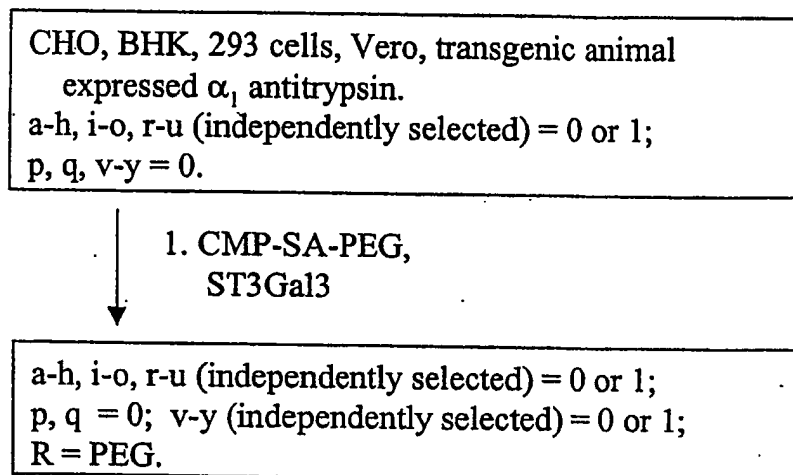 CHO, BHK, 293 cells, Vero, transgenic animal
expressed α₁ antitrypsin.
a-h, i-o, r-u (independently selected) = 0 or 1;
p, q, v-y = 0.
1. CMP-SA-PEG,
ST3Gal3
a-h, i-o, r-u (independently selected) = 0 or 1;
p, q = 0; v-y (independently selected) = 0 or 1;
R = PEG.